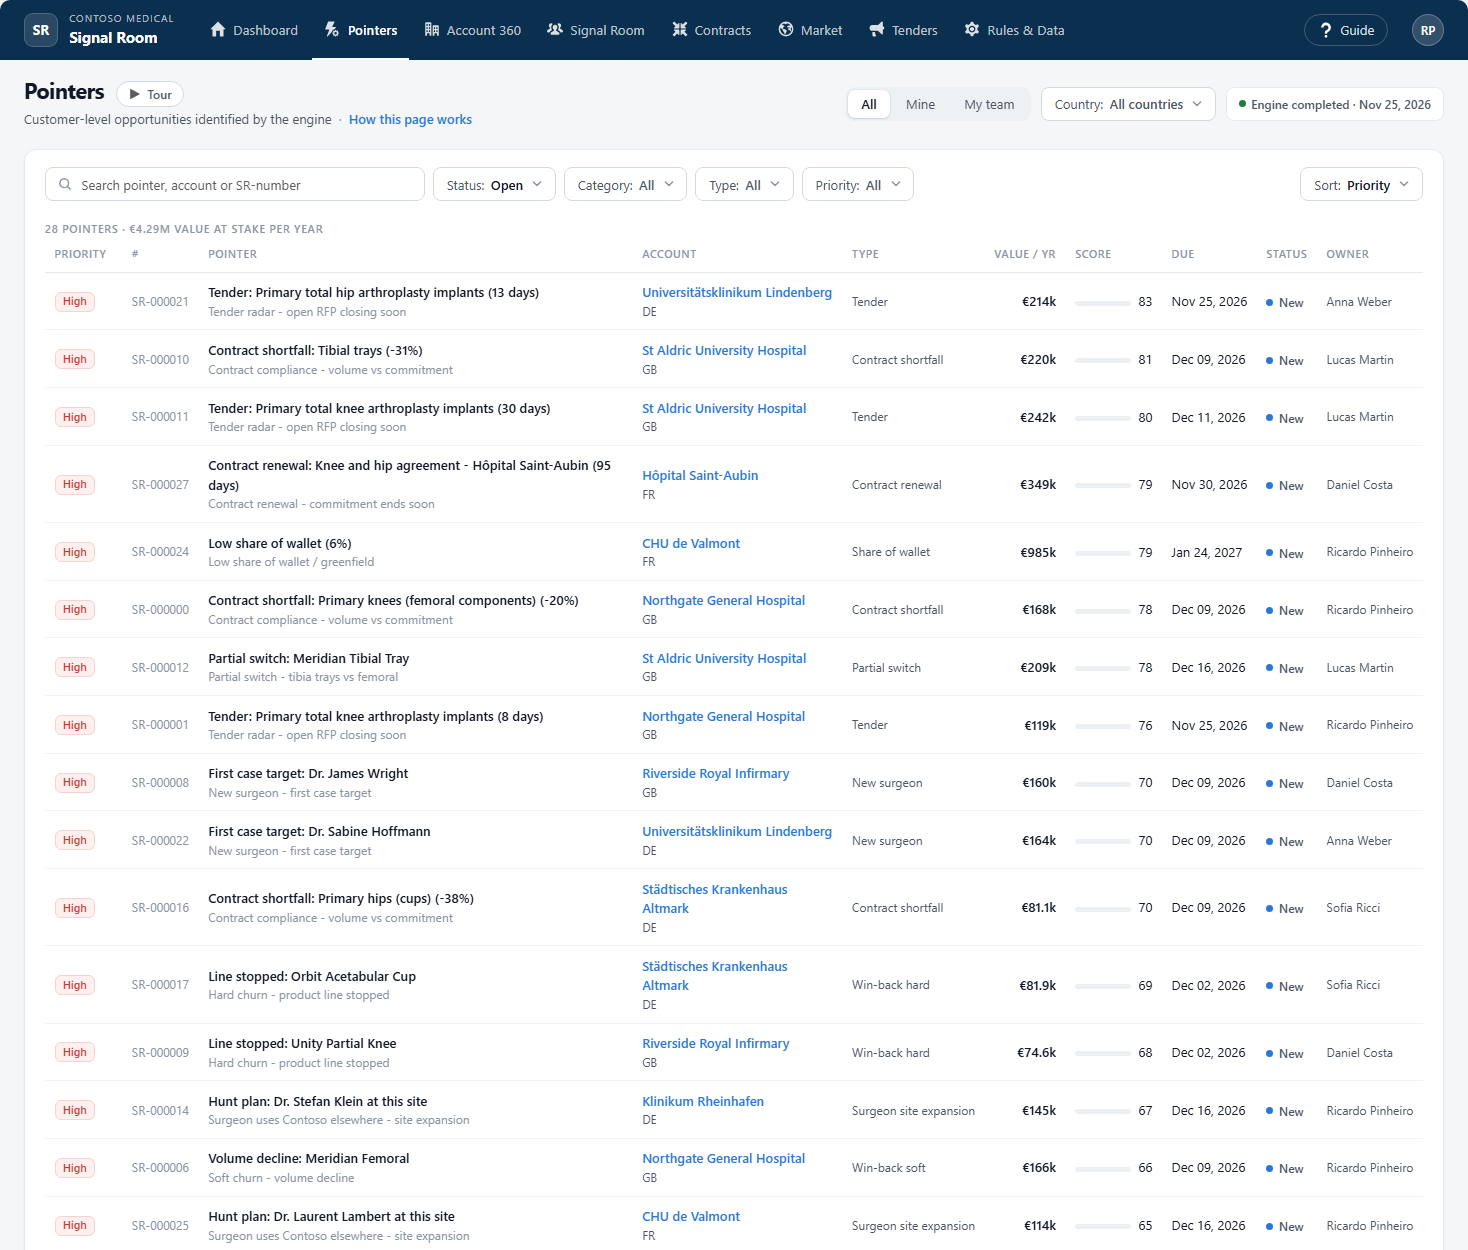 SR
CONTOSO MEDICAL
Signal Room
Dashboard
Pointers
Account 360
Signal Room
Contracts
Market
Tenders
Rules & Data
? Guide
RP
Pointers
Tour
Customer-level opportunities identified by the engine · How this page works
All
Mine
My team
Country: All countries
Engine completed · Nov 25, 2026
Search pointer, account or SR-number
Status: Open
Category: All
Type: All
Priority: All
Sort: Priority
28 POINTERS · €4.29M VALUE AT STAKE PER YEAR
PRIORITY # POINTER ACCOUNT TYPE VALUE / YR SCORE DUE STATUS OWNER
High SR-000021 Tender: Primary total hip arthroplasty implants (13 days) Universitätsklinikum Lindenberg Tender €214k 83 Nov 25, 2026 New Anna Weber
Tender radar - open RFP closing soon DE
High SR-000010 Contract shortfall: Tibial trays (-31%) St Aldric University Hospital Contract shortfall €220k 81 Dec 09, 2026 New Lucas Martin
Contract compliance - volume vs commitment GB
High SR-000011 Tender: Primary total knee arthroplasty implants (30 days) St Aldric University Hospital Tender €242k 80 Dec 11, 2026 New Lucas Martin
Tender radar - open RFP closing soon GB
High SR-000027 Contract renewal: Knee and hip agreement - Hôpital Saint-Aubin (95 Hôpital Saint-Aubin Contract renewal €349k 79 Nov 30, 2026 New Daniel Costa
days)
Contract renewal - commitment ends soon FR
High SR-000024 Low share of wallet (6%) CHU de Valmont Share of wallet €985k 79 Jan 24, 2027 New Ricardo Pinheiro
Low share of wallet / greenfield FR
High SR-000000 Contract shortfall: Primary knees (femoral components) (-20%) Northgate General Hospital Contract shortfall €168k 78 Dec 09, 2026 New Ricardo Pinheiro
Contract compliance - volume vs commitment GB
High SR-000012 Partial switch: Meridian Tibial Tray St Aldric University Hospital Partial switch €209k 78 Dec 16, 2026 New Lucas Martin
Partial switch - tibia trays vs femoral GB
High SR-000001 Tender: Primary total knee arthroplasty implants (8 days) Northgate General Hospital Tender €119k 76 Nov 25, 2026 New Ricardo Pinheiro
Tender radar - open RFP closing soon GB
High SR-000008 First case target: Dr. James Wright Riverside Royal Infirmary New surgeon €160k 70 Dec 09, 2026 New Daniel Costa
New surgeon - first case target GB
High SR-000022 First case target: Dr. Sabine Hoffmann Universitätsklinikum Lindenberg New surgeon €164k 70 Dec 09, 2026 New Anna Weber
New surgeon - first case target DE
High SR-000016 Contract shortfall: Primary hips (cups) (-38%) Städtisches Krankenhaus Contract shortfall €81.1k 70 Dec 09, 2026 New Sofia Ricci
Contract compliance - volume vs commitment Altmark
DE
High SR-000017 Line stopped: Orbit Acetabular Cup Städtisches Krankenhaus Win-back hard €81.9k 69 Dec 02, 2026 New Sofia Ricci
Hard churn - product line stopped Altmark
DE
High SR-000009 Line stopped: Unity Partial Knee Riverside Royal Infirmary Win-back hard €74.6k 68 Dec 02, 2026 New Daniel Costa
Hard churn - product line stopped GB
High SR-000014 Hunt plan: Dr. Stefan Klein at this site Klinikum Rheinhafen Surgeon site expansion €145k 67 Dec 16, 2026 New Ricardo Pinheiro
Surgeon uses Contoso elsewhere - site expansion DE
High SR-000006 Volume decline: Meridian Femoral Northgate General Hospital Win-back soft €166k 66 Dec 09, 2026 New Ricardo Pinheiro
Soft churn - volume decline GB
High SR-000025 Hunt plan: Dr. Laurent Lambert at this site CHU de Valmont Surgeon site expansion €114k 65 Dec 16, 2026 New Ricardo Pinheiro
Surgeon uses Contoso elsewhere - site expansion FR